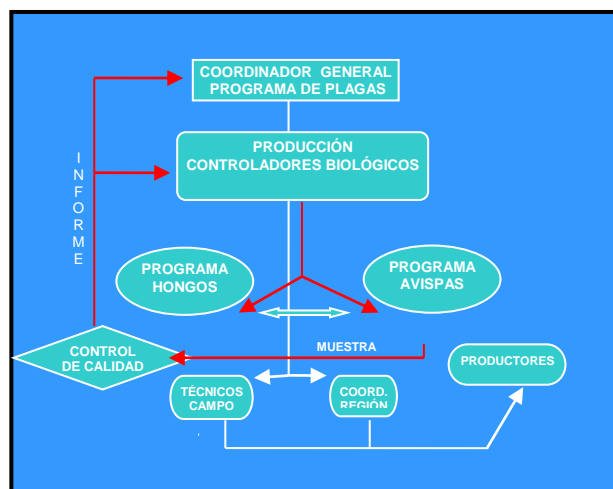 COORDINADOR GENERAL
PROGRAMA DE PLAGAS
PRODUCCIÓN
CONTROLADORES BIOLÓGICOS
I
N
F
O
R
M
E
PROGRAMA
HONGOS
PROGRAMA
AVISPAS
CONTROL
DE CALIDAD
MUESTRA
PRODUCTORES
TÉCNICOS
CAMPO
COORD.
REGIÓN